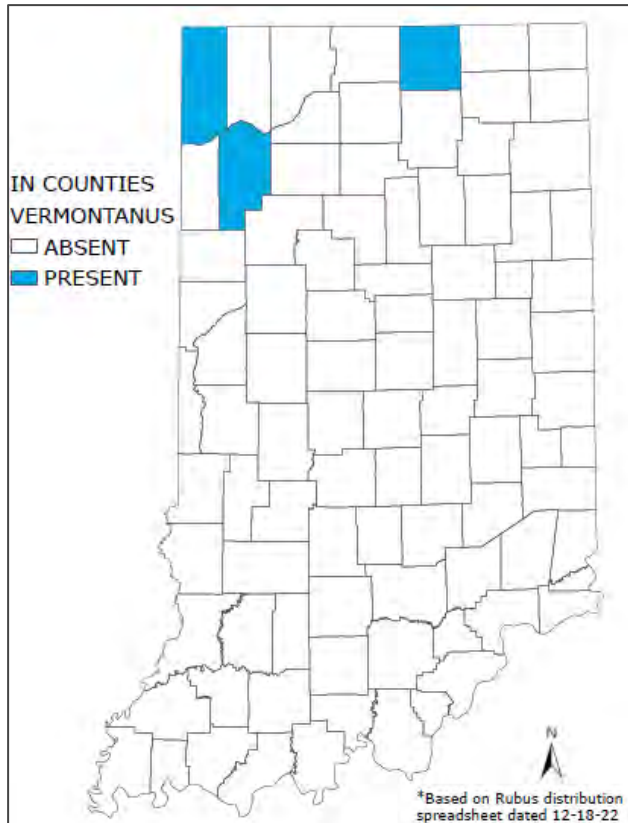 IN COUNTIES
VERMONTANUS
ABSENT
PRESENT
N
*Based on Rubus distribution
spreadsheet dated 12-18-22